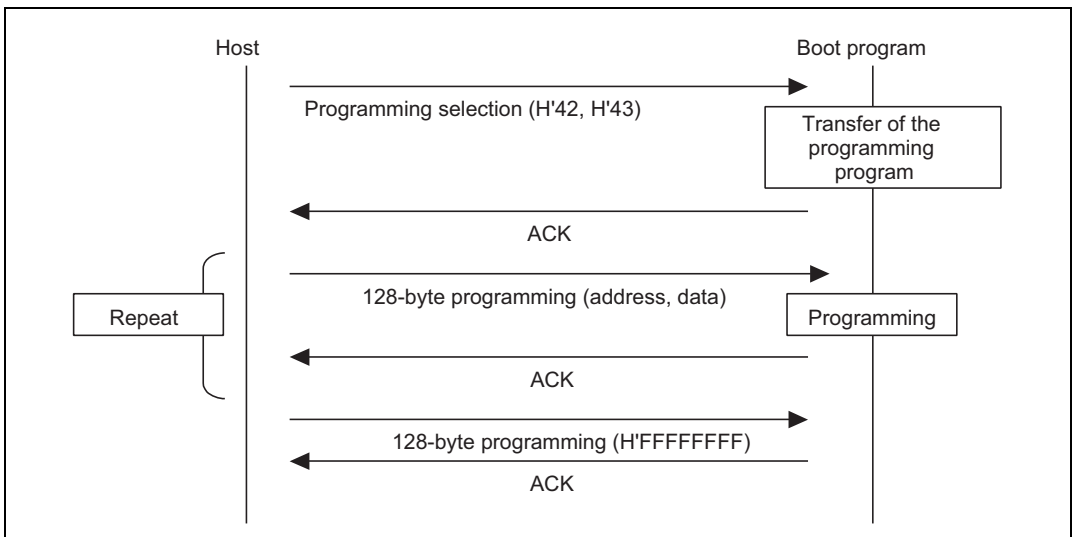 Host
Boot program
Programming selection (H'42, H'43)
Transfer of the
programming
program
ACK
128-byte programming (address, data)
Repeat
Programming
ACK
128-byte programming (H'FFFFFFFF)
ACK